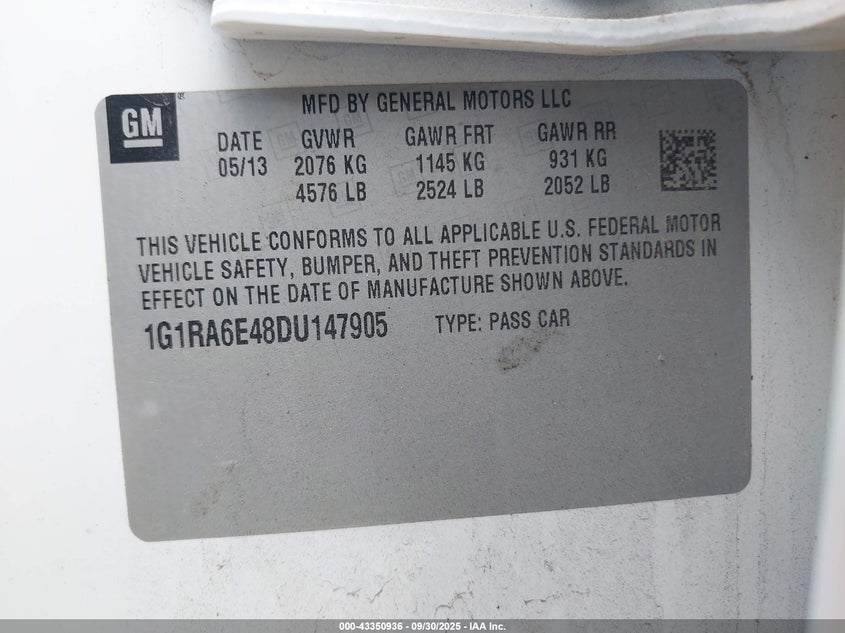 GM
MFD BY GENERAL MOTORS LLC
DATE GVWR GAWR FRT GAWR RR
05/13 2076 KG 1145 KG 931 KG
4576 LB 2524 LB 2052 LB
THIS VEHICLE CONFORMS TO ALL APPLICABLE U.S. FEDERAL MOTOR
VEHICLE SAFETY, BUMPER, AND THEFT PREVENTION STANDARDS IN
EFFECT ON THE DATE OF MANUFACTURE SHOWN ABOVE.
1G1RA6E48DU147905 TYPE: PASS CAR
000-43350936 - 09/30/2025 - IAA Inc.